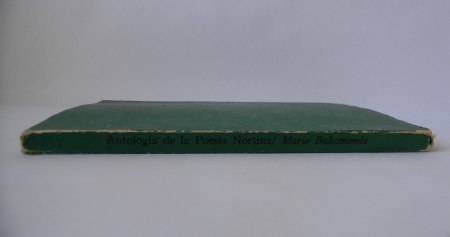 Antología de la Poesía Nortina/ Mario Bahamonde